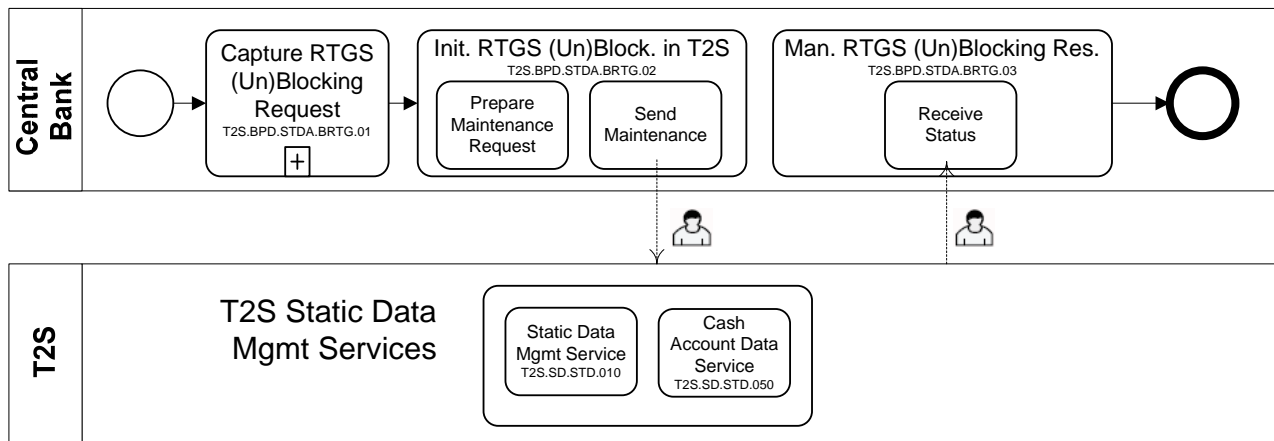 Central
Bank
Capture RTGS
(Un)Blocking
Request
T2S.BPD.STDA.BRTG.01
+
Init. RTGS (Un)Block. in T2S
T2S.BPD.STDA.BRTG.02
Prepare
Maintenance
Request
Send
Maintenance
Man. RTGS (Un)Blocking Res.
T2S.BPD.STDA.BRTG.03
Receive
Status
T2S
T2S Static Data
Mgmt Services
Static Data
Mgmt Service
T2S.SD.STD.010
Cash
Account Data
Service
T2S.SD.STD.050